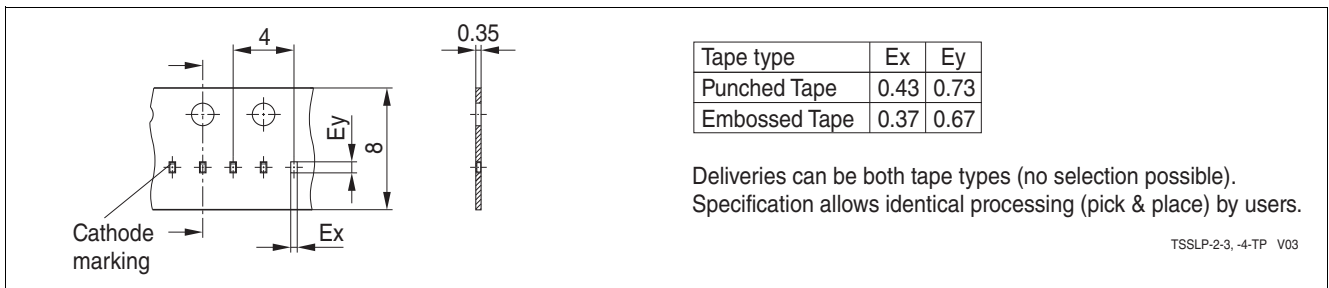 4
0.35
Ey
8
Cathode
marking
Ex
Tape type Ex Ey
Punched Tape 0.43 0.73
Embossed Tape 0.37 0.67
Deliveries can be both tape types (no selection possible).
Specification allows identical processing (pick & place) by users.
TSSLP-2-3, -4-TP V03